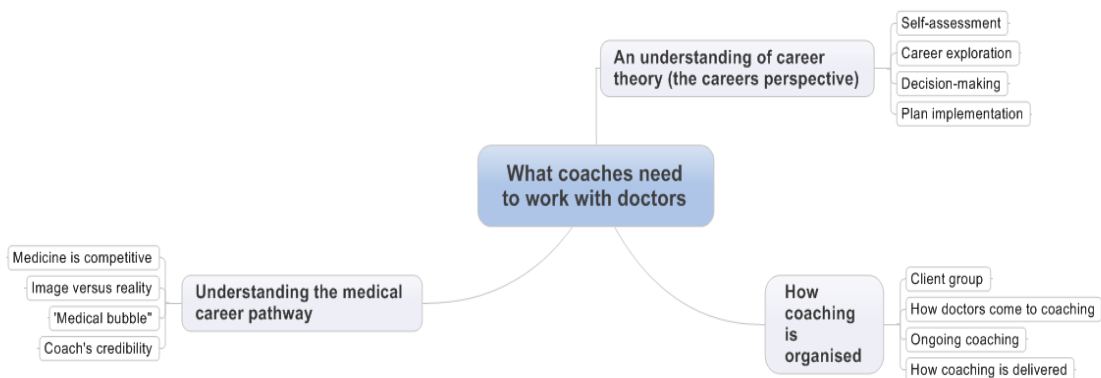 An understanding of career
theory (the careers perspective)
Self-assessment
Career exploration
Decision-making
Plan implementation
What coaches need
to work with doctors
Understanding the medical
career pathway
Medicine is competitive
Image versus reality
'Medical bubble"
Coach's credibility
How
coaching
is
organised
Client group
How doctors come to coaching
Ongoing coaching
How coaching is delivered